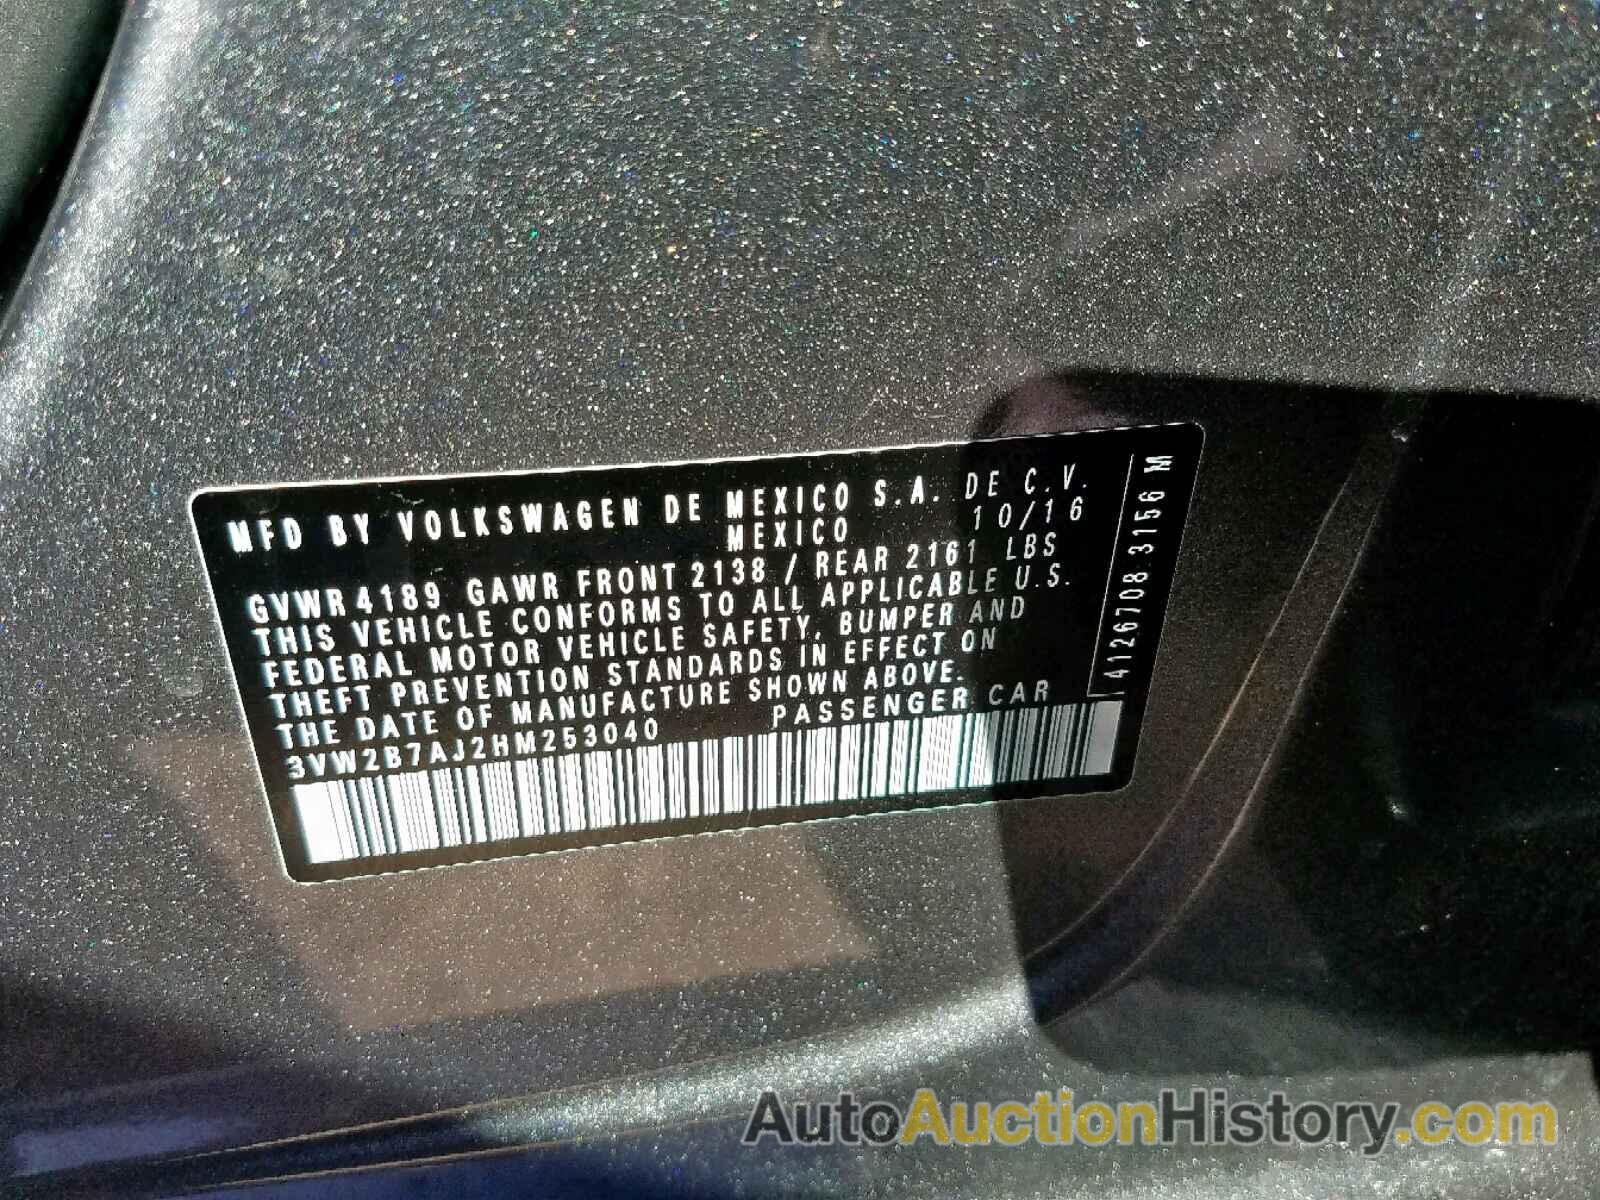 MFD BY VOLKSWAGEN DE MEXICO S.A. DE C.V.
MEXICO 10/16
GVWR 4189 GAWR FRONT 2138 / REAR 2161 LBS
THIS VEHICLE CONFORMS TO ALL APPLICABLE U.S.
FEDERAL MOTOR VEHICLE SAFETY, BUMPER AND
THEFT PREVENTION STANDARDS IN EFFECT ON
THE DATE OF MANUFACTURE SHOWN ABOVE.
3VW2B7AJ2HM253040 PASSENGER CAR
4126708 3156 M
AutoAuctionHistory.com